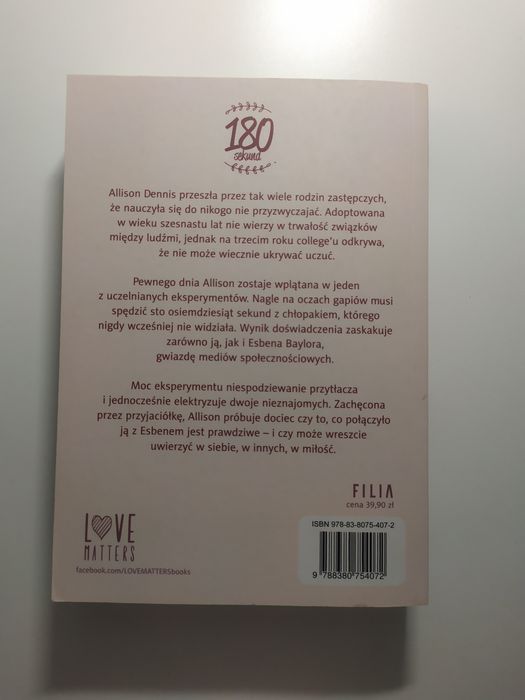 180
sekund
Allison Dennis przeszła przez tak wiele rodzin zastępczych,
że nauczyła się do nikogo nie przyzwyczajać. Adoptowana
w wieku szesnastu lat nie wierzy w trwałość związków
między ludźmi, jednak na trzecim roku college'u odkrywa,
że nie może wiecznie ukrywać uczuć.
Pewnego dnia Allison zostaje wplątana w jeden
z uczelnianych eksperymentów. Nagle na oczach gapiów musi
spędzić sto osiemdziesiąt sekund z chłopakiem, którego
nigdy wcześniej nie widziała. Wynik doświadczenia zaskakuje
zarówno ją, jak i Esbena Baylora,
gwiazdę mediów społecznościowych.
Moc eksperymentu niespodziewanie przytłacza
i jednocześnie elektryzuje dwoje nieznajomych. Zachęcona
przez przyjaciółkę, Allison próbuje dociec czy to, co połączyło
ją z Esbenem jest prawdziwe – i czy może wreszcie
uwierzyć w siebie, w innych, w miłość.
FILIA
cena 39,90 zł
LOVE
MATTERS
facebook.com/LOVEMATTERSbooks
ISBN 978-83-8075-407-2
9 788380 754072